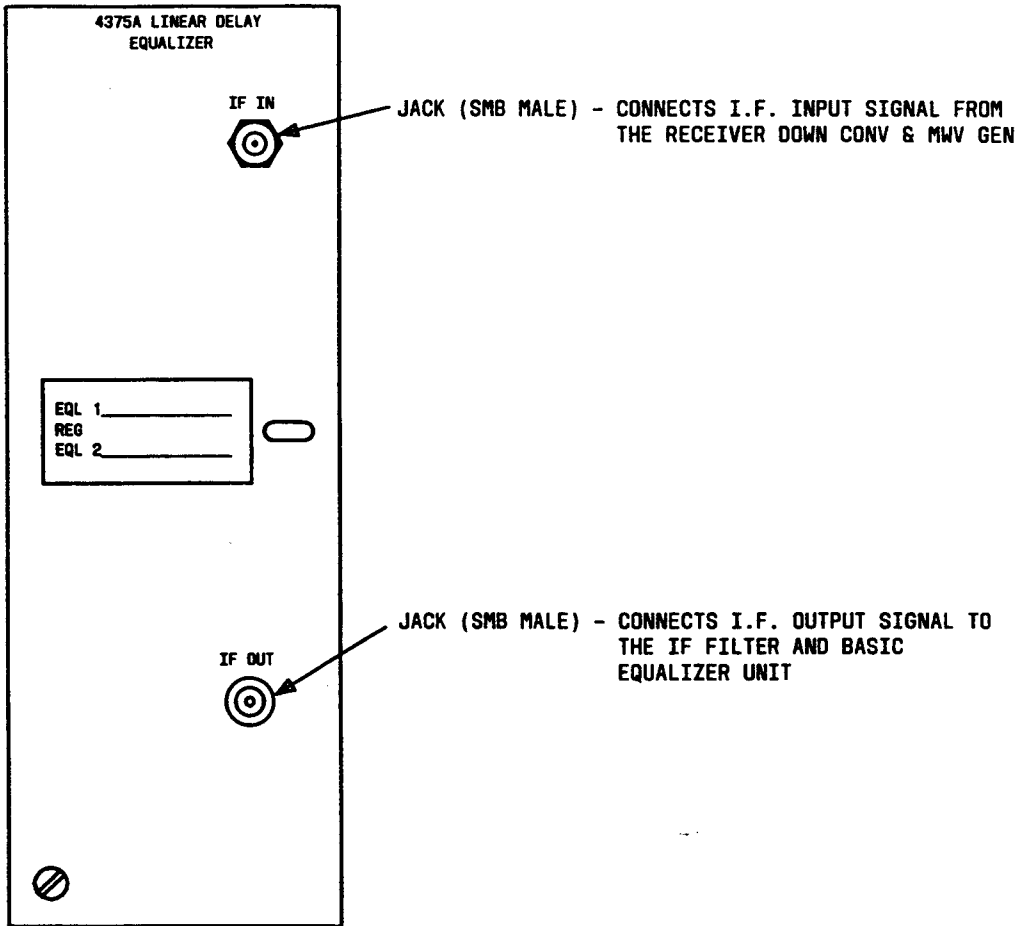 4375A LINEAR DELAY
EQUALIZER
IF IN
JACK (SMB MALE) - CONNECTS I.F. INPUT SIGNAL FROM
THE RECEIVER DOWN CONV & MWV GEN
EQL 1
REG
EQL 2
JACK (SMB MALE) - CONNECTS I.F. OUTPUT SIGNAL TO
THE IF FILTER AND BASIC
EQUALIZER UNIT
IF OUT